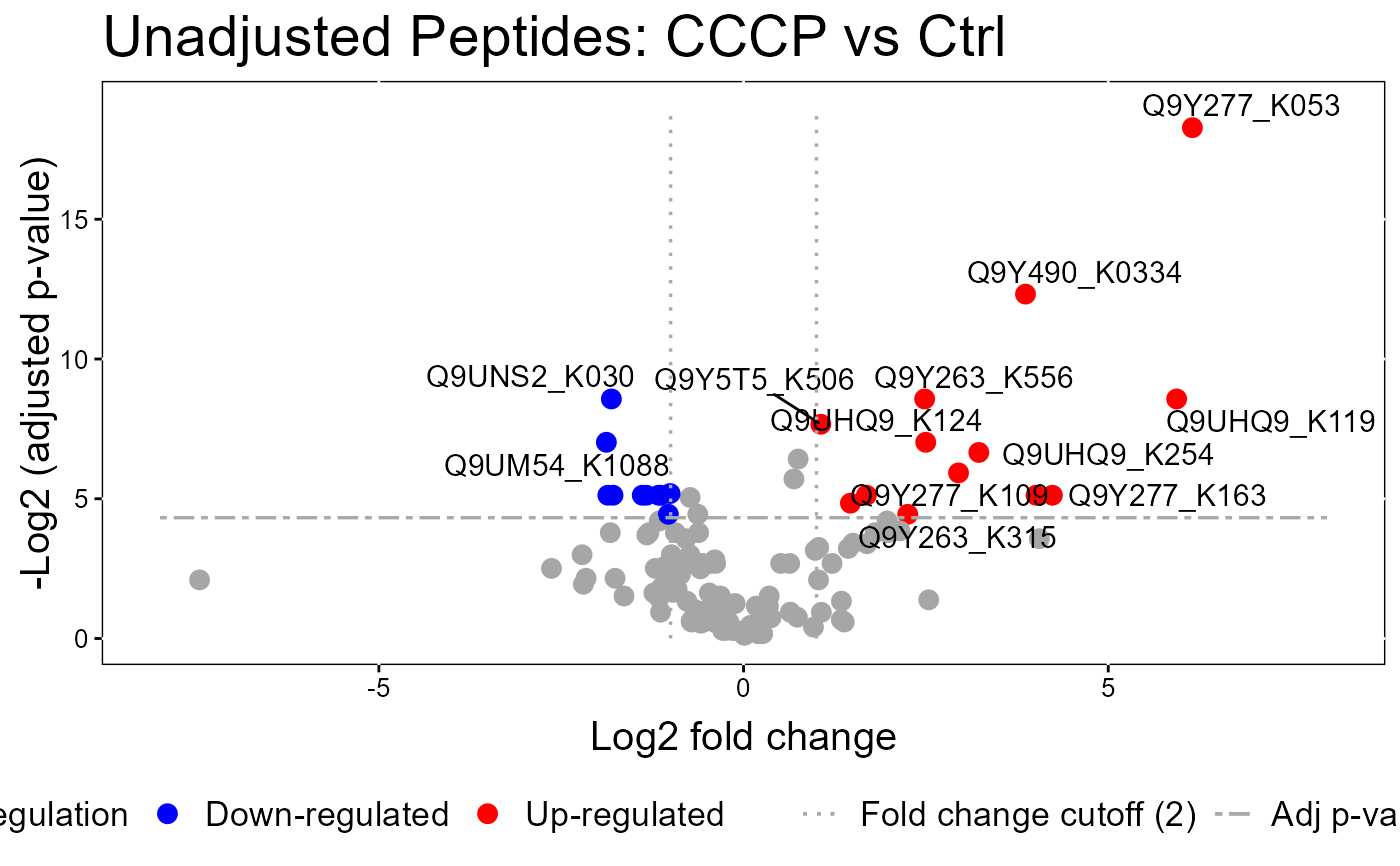 Unadjusted Peptides: CCCP vs Ctrl
Q9Y277_K053
15
Q9Y490_K0334
10
Q9UNS2_K030
Q9Y5T5_K506
Q9Y263_K556
Q9UHQ9_K124
Q9UHQ9_K119
Q9UM54_K1088
Q9UHQ9_K254
5
Q9Y277_K109
Q9Y277_K163
Q9Y263_K315
0
-Log2 (adjusted p-value)
-5 0 5
Log2 fold change
egulation Down-regulated Up-regulated Fold change cutoff (2) Adj p-va